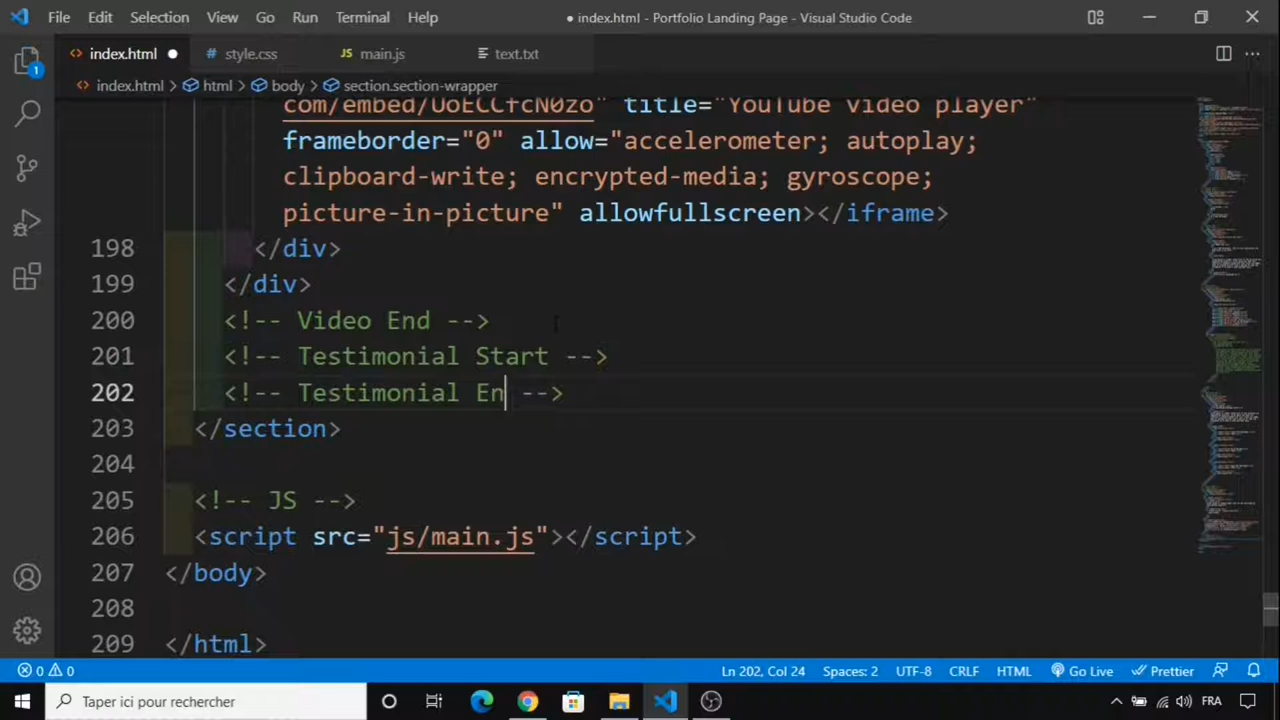 File Edit Selection View Go Run Terminal Help ● index.html - Portfolio Landing Page - Visual Studio Code
<> index.html ● # style.css JS main.js text.txt ...
<> index.html > html > body > section.section-wrapper
com/embed/UoECCfcN0zo" title="YouTube video player"
frameborder="0" allow="accelerometer; autoplay;
clipboard-write; encrypted-media; gyroscope;
picture-in-picture" allowfullscreen></iframe>
198 </div>
199 </div>
200 <!-- Video End -->
201 <!-- Testimonial Start -->
202 <!-- Testimonial En -->
203 </section>
204
205 <!-- JS -->
206 <script src="js/main.js"></script>
207 </body>
208
209 </html>
1
0 0 Ln 202, Col 24 Spaces: 2 UTF-8 CRLF HTML Go Live Prettier
Taper ici pour rechercher FRA